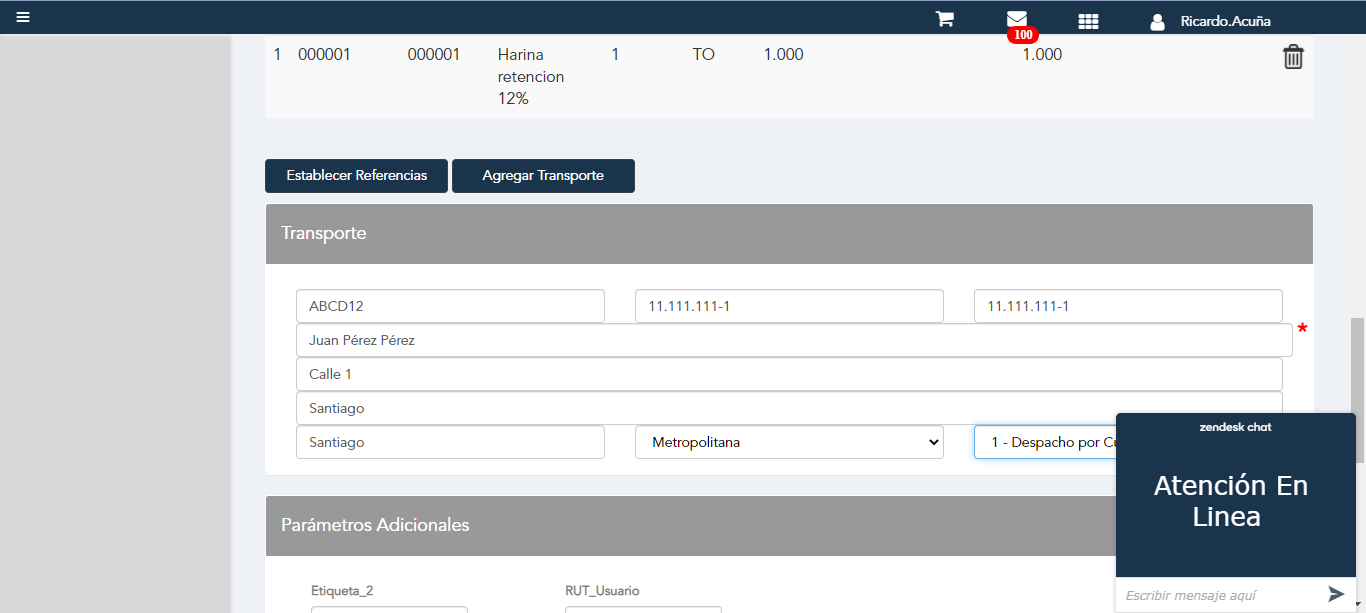 Ricardo.Acuña
100
1 000001 000001 Harina 1 TO 1.000 1.000
retencion
12%
Establecer Referencias Agregar Transporte
Transporte
ABCD12 11.111.111-1 11.111.111-1
*
Juan Pérez Pérez
Calle 1
Santiago
Santiago Metropolitana 1 - Despacho por
zendesk chat
Atención En
Linea
Parámetros Adicionales
Etiqueta_2 RUT_Usuario
Escribir mensaje aquí